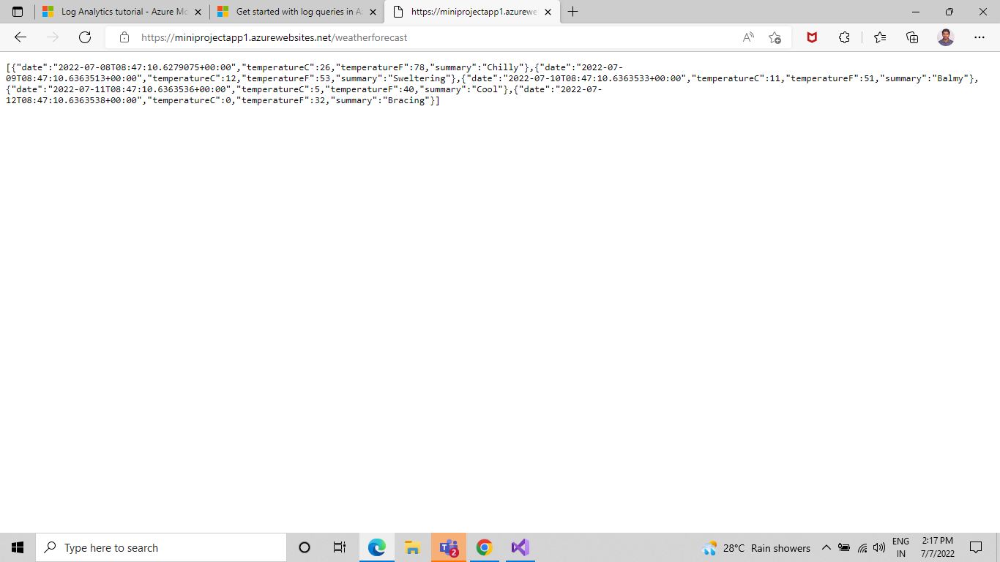 Log Analytics tutorial - Azure Mo
Get started with log queries in A
https://miniprojectapp1.azurewe
https://miniprojectapp1.azurewebsites.net/weatherforecast
[{"date":"2022-07-08T08:47:10.6279075+00:00","temperatureC":26,"temperatureF":78,"summary":"Chilly"},{"date":"2022-07-
09T08:47:10.6363513+00:00","temperatureC":12,"temperatureF":53,"summary":"Sweltering"},{"date":"2022-07-10T08:47:10.6363533+00:00","temperatureC":11,"temperatureF":51,"summary":"Balmy"},
{"date":"2022-07-11T08:47:10.6363536+00:00","temperatureC":5,"temperatureF":40,"summary":"Cool"},{"date":"2022-07-
12T08:47:10.6363538+00:00","temperatureC":0,"temperatureF":32,"summary":"Bracing"}]
Type here to search
2
28°C Rain showers
ENG
IN
2:17 PM
7/7/2022